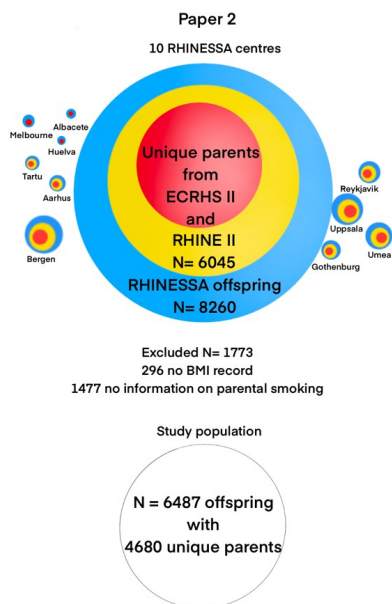 Paper 2
10 RHINESSA centres
Melbourne
Albacete
Huelva
Tartu
Aarhus
Bergen
Unique parents
from
ECRHS II
and
RHINE II
N= 6045
RHINESSA offspring
N= 8260
Reykjavik
Uppsala
Umea
Gothenburg
Excluded N= 1773
296 no BMI record
1477 no information on parental smoking
Study population
N = 6487 offspring
with
4680 unique parents